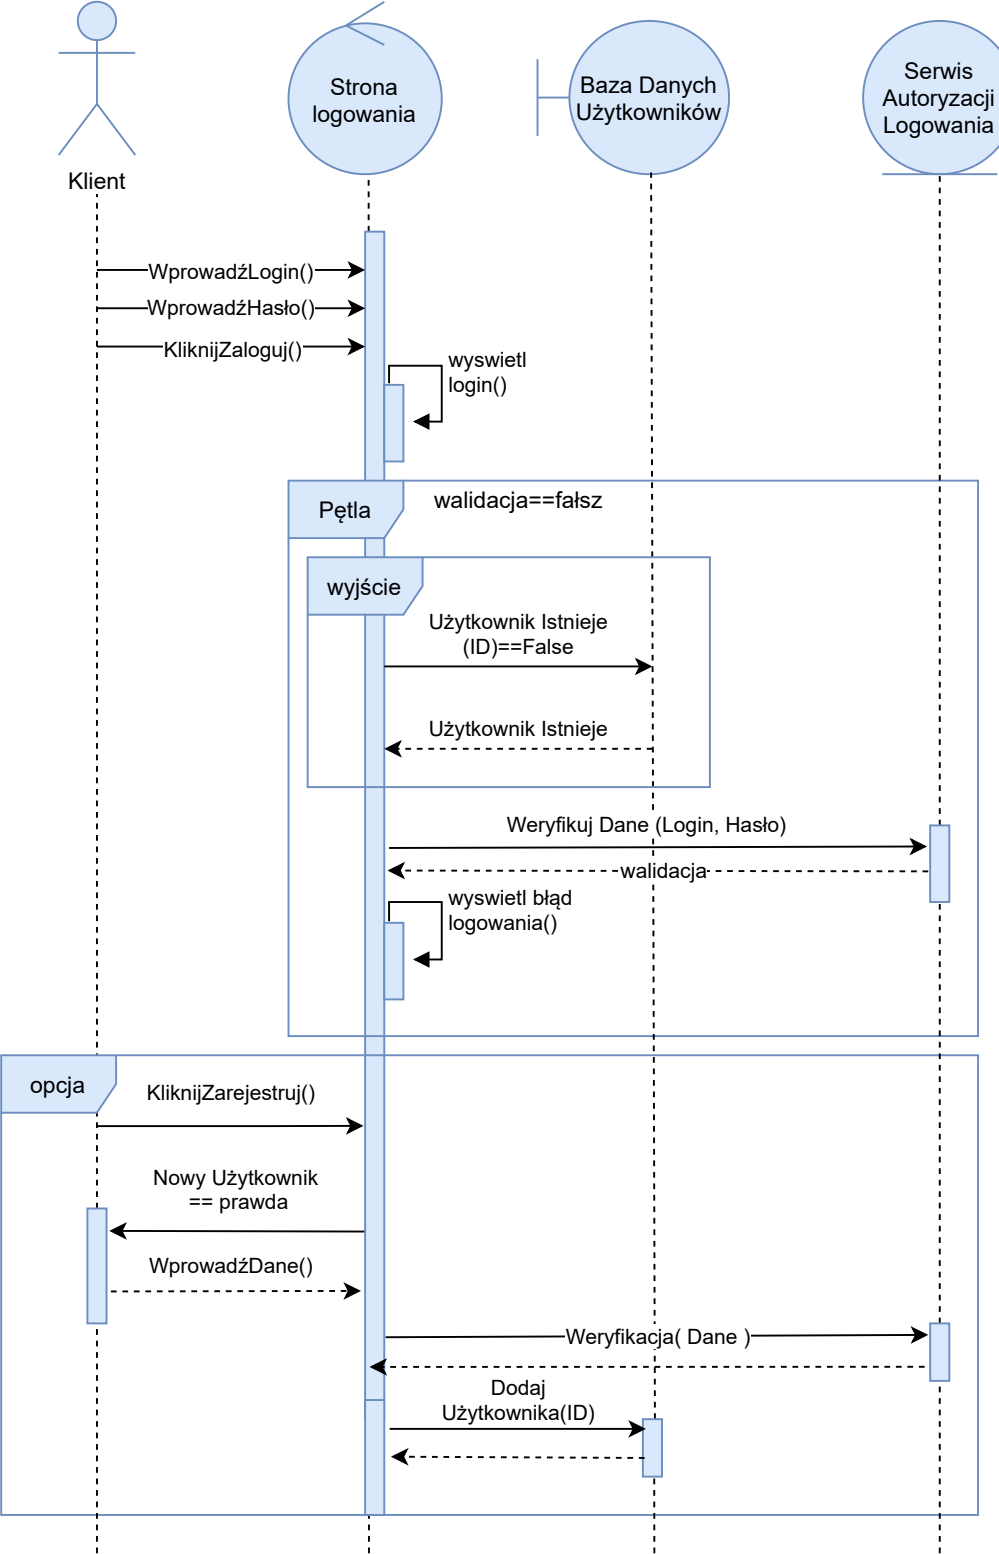 Klient
Strona
logowania
Baza Danych
Użytkowników
Serwis
Autoryzacji
Logowania
WprowadźLogin()
WprowadźHasło()
KliknijZaloguj()
wyswietl
login()
Pętla
walidacja==fałsz
wyjście
Użytkownik Istnieje
(ID)==False
Użytkownik Istnieje
Weryfikuj Dane (Login, Hasło)
walidacja
wyswietl błąd
logowania()
opcja
KliknijZarejestruj()
Nowy Użytkownik
== prawda
WprowadźDane()
Weryfikacja( Dane )
Dodaj
Użytkownika(ID)